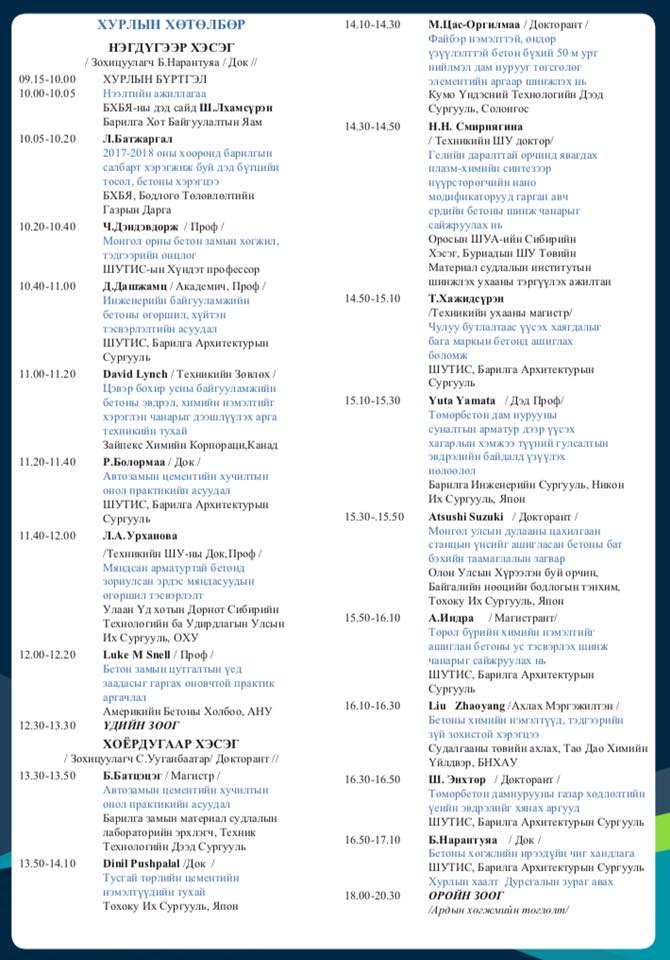 ХУРЛЫН ХӨТӨЛБӨР
НЭГДҮГЭЭР ХЭСЭГ
/ Зохицуулагч Б.Нарантуяа / Док //
09.15-10.00 ХУРЛЫН БҮРТГЭЛ
10.00-10.05 Нээлтийн ажиллагаа
БХБЯ-ны дэд сайд Ш.Лхамсүрэн
Барилга Хот Байгуулалтын Яам
10.05-10.20 Л.Батжаргал
2017-2018 оны хооронд барилгын
салбарт хэрэгжиж буй дэд бүтцийн
төсөл, бетоны хэрэгцээ
БХБЯ, Бодлого Төлөвлөлтийн
Газрын Дарга
10.20-10.40 Ч.Дэндэвдорж / Проф /
Монгол орны бетон замын хөгжил,
тэдгээрийн онцлог
ШУТИС-ын Хүндэт профессор
10.40-11.00 Д.Дашжамц / Академич, Проф /
Инженерийн байгууламжийн
бетоны өгөршил, хүйтэн
тэсвэрлэлтийн асуудал
ШУТИС, Барилга Архитектурын
Сургууль
11.00-11.20 David Lynch / Техникийн Зөвлөх /
Цэвэр бохир усны байгууламжийн
бетоны эвдрэл, химийн нэмэлтийг
хэрэглэн чанарыг дээшлүүлэх арга
техникийн тухай
Зайпекс Химийн Корпораци,Канад
11.20-11.40 Р.Болормаа / Док /
Автозамын цементийн хучилтын
онол практикийн асуудал
ШУТИС, Барилга Архитектурын
Сургууль
11.40-12.00 Л.А.Урханова
/Техникийн ШУ-ны Док,Проф /
Мяндсан арматуртай бетонд
зориулсан эрдэс мяндасуудын
өгөршил тэсвэрлэлт
Улаан Үд хотын Дорнот Сибирийн
Технологийн ба Удирдлагын Улсын
Их Сургууль, ОХУ
12.00-12.20 Luke M Snell / Проф /
Бетон замын цутгалтын үед
заадасыг гаргах оновчтой практик
аргачлал
Америкийн Бетоны Холбоо, АНУ
12.30-13.30 ҮДИЙН ЗООГ
ХОЁРДУГААР ХЭСЭГ
/ Зохицуулагч С.Ууганбаатар/ Докторант //
13.30-13.50 Б.Батцэцэг / Магистр /
Автозамын цементийн хучилтын
онол практикийн асуудал
Барилга замын материал судлалын
лабораторийн эрхлэгч, Техник
Технологийн Дээд Сургууль
13.50-14.10 Dinil Pushpalal /Док /
Тусгай төрлийн цементийн
нэмэлтүүдийн тухай
Тохоку Их Сургууль, Япон
14.10-14.30 М.Цас-Оргилмаа / Докторант /
Файбэр нэмэлттэй, өндөр
үзүүлэлттэй бетон бүхий 50 м урт
нийлмэл дам нурууг төгсгөлөг
элементийн аргаар шинжлэх нь
Кумо Үндэсний Технологийн Дээд
Сургууль, Солонгос
14.30-14.50 Н.Н. Смирнягина
/ Техникийн ШУ доктор/
Гелийн даралттай орчинд явагдах
плазм-химийн синтезээр
нүүрсторөгчийн нано
модификаторууд гарган авч
ердийн бетоны шинж чанарыг
сайжруулах нь
Оросын ШУА-ийн Сибирийн
Хэсэг, Буриадын ШУ Төвийн
Материал судлалын институтын
шинжлэх ухааны тэргүүлэх ажилтан
14.50-15.10 Т.Хажидсүрэн
/Техникийн ухааны магистр/
Чулуу бутлалтаас үүсэх хаягдалыг
бага маркын бетонд ашиглах
боломж
ШУТИС, Барилга Архитектурын
Сургууль
15.10-15.30 Yuta Yamata / Дэд Проф/
Төмөрбетон дам нурууны
суналтын арматур дээр үүсэх
хагарлын хэмжээ түүний гулсалтын
эвдрэлийн байдалд үзүүлэх
нөлөөлөл
Барилга Инженерийн Сургууль, Никон
Их Сургууль, Япон
15.30-.15.50 Atsushi Suzuki / Докторант /
Монгол улсын дулааны цахилгаан
станцын үнсийг ашигласан бетоны бат
бэхийн таамаглалын загвар
Олон Улсын Хүрээлэн буй орчин,
Байгалийн нөөцийн бодлогын тэнхим,
Тохоку Их Сургууль, Япон
15.50-16.10 А.Индра / Магистрант/
Төрөл бүрийн химийн нэмэлтийг
ашиглан бетоны ус тэсвэрлэх шинж
чанарыг сайжруулах нь
ШУТИС, Барилга Архитектурын
Сургууль
16.10-16.30 Liu Zhaoyang /Ахлах Мэргэжилтэн /
Бетоны химийн нэмэлтүүд, тэдгээрийн
зүй зохистой хэрэгцээ
Судалгааны төвийн ахлах, Тао Дао Химийн
Үйлдвэр, БНХАУ
16.30-16.50 Ш. Энхтөр / Докторант /
Төмөрбетон дамнурууны газар хөдлөлтийн
үеийн эвдрэлийг хянах аргууд
ШУТИС, Барилга Архитектурын Сургууль
16.50-17.10 Б.Нарантуяа / Док /
Бетоны хөгжлийн ирээдүйн чиг хандлага
ШУТИС, Барилга Архитектурын Сургууль
Хурлын хаалт Дурсгалын зураг авах
18.00-20.30 ОРОЙН ЗООГ
/Ардын хөгжмийн тоглолт/